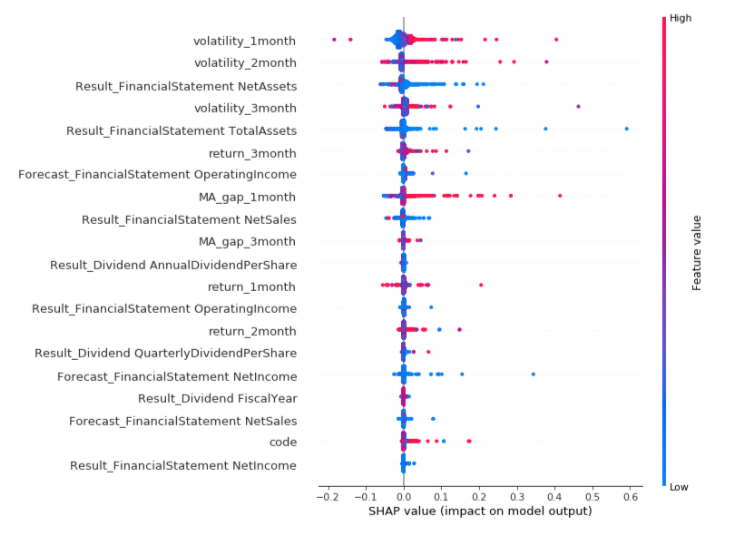 High
volatility_1month
volatility_2month
Result_FinancialStatement NetAssets
volatility_3month
Result_FinancialStatement TotalAssets
return_3month
Forecast_FinancialStatement OperatingIncome
MA_gap_1month
Result_FinancialStatement NetSales
MA_gap_3month
Result_Dividend AnnualDividendPerShare
return_1month
Result_FinancialStatement OperatingIncome
return_2month
Result_Dividend QuarterlyDividendPerShare
Forecast_FinancialStatement NetIncome
Result_Dividend FiscalYear
Forecast_FinancialStatement NetSales
code
Result_FinancialStatement NetIncome
Feature value
Low
−0.2 −0.1 0.0 0.1 0.2 0.3 0.4 0.5 0.6
SHAP value (impact on model output)